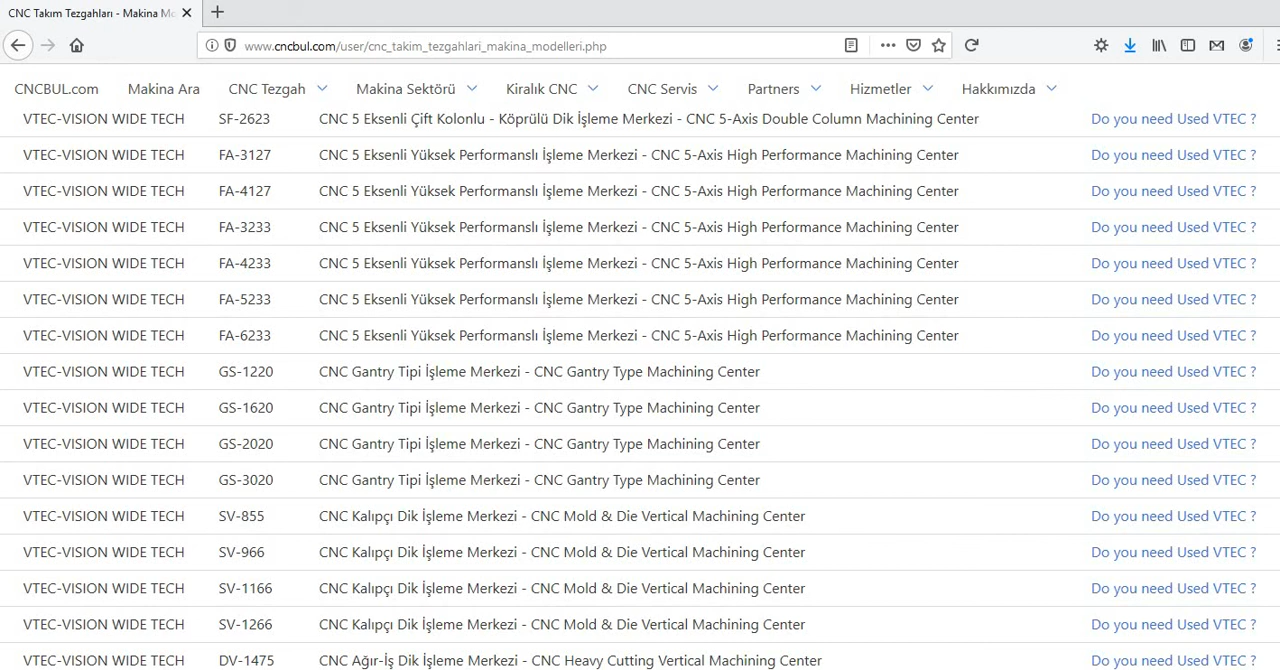 CNC Takım Tezgahları - Makina Mo
www.cncbul.com/user/cnc_takim_tezgahlari_makina_modelleri.php
CNCBUL.com Makina Ara CNC Tezgah Makina Sektörü Kiralık CNC CNC Servis Partners Hizmetler Hakkımızda
VTEC-VISION WIDE TECH SF-2623 CNC 5 Eksenli Çift Kolonlu - Köprülü Dik İşleme Merkezi - CNC 5-Axis Double Column Machining Center Do you need Used VTEC ?
VTEC-VISION WIDE TECH FA-3127 CNC 5 Eksenli Yüksek Performanslı İşleme Merkezi - CNC 5-Axis High Performance Machining Center Do you need Used VTEC ?
VTEC-VISION WIDE TECH FA-4127 CNC 5 Eksenli Yüksek Performanslı İşleme Merkezi - CNC 5-Axis High Performance Machining Center Do you need Used VTEC ?
VTEC-VISION WIDE TECH FA-3233 CNC 5 Eksenli Yüksek Performanslı İşleme Merkezi - CNC 5-Axis High Performance Machining Center Do you need Used VTEC ?
VTEC-VISION WIDE TECH FA-4233 CNC 5 Eksenli Yüksek Performanslı İşleme Merkezi - CNC 5-Axis High Performance Machining Center Do you need Used VTEC ?
VTEC-VISION WIDE TECH FA-5233 CNC 5 Eksenli Yüksek Performanslı İşleme Merkezi - CNC 5-Axis High Performance Machining Center Do you need Used VTEC ?
VTEC-VISION WIDE TECH FA-6233 CNC 5 Eksenli Yüksek Performanslı İşleme Merkezi - CNC 5-Axis High Performance Machining Center Do you need Used VTEC ?
VTEC-VISION WIDE TECH GS-1220 CNC Gantry Tipi İşleme Merkezi - CNC Gantry Type Machining Center Do you need Used VTEC ?
VTEC-VISION WIDE TECH GS-1620 CNC Gantry Tipi İşleme Merkezi - CNC Gantry Type Machining Center Do you need Used VTEC ?
VTEC-VISION WIDE TECH GS-2020 CNC Gantry Tipi İşleme Merkezi - CNC Gantry Type Machining Center Do you need Used VTEC ?
VTEC-VISION WIDE TECH GS-3020 CNC Gantry Tipi İşleme Merkezi - CNC Gantry Type Machining Center Do you need Used VTEC ?
VTEC-VISION WIDE TECH SV-855 CNC Kalıpçı Dik İşleme Merkezi - CNC Mold & Die Vertical Machining Center Do you need Used VTEC ?
VTEC-VISION WIDE TECH SV-966 CNC Kalıpçı Dik İşleme Merkezi - CNC Mold & Die Vertical Machining Center Do you need Used VTEC ?
VTEC-VISION WIDE TECH SV-1166 CNC Kalıpçı Dik İşleme Merkezi - CNC Mold & Die Vertical Machining Center Do you need Used VTEC ?
VTEC-VISION WIDE TECH SV-1266 CNC Kalıpçı Dik İşleme Merkezi - CNC Mold & Die Vertical Machining Center Do you need Used VTEC ?
VTEC-VISION WIDE TECH DV-1475 CNC Ağır-İş Dik İşleme Merkezi - CNC Heavy Cutting Vertical Machining Center Do you need Used VTEC ?